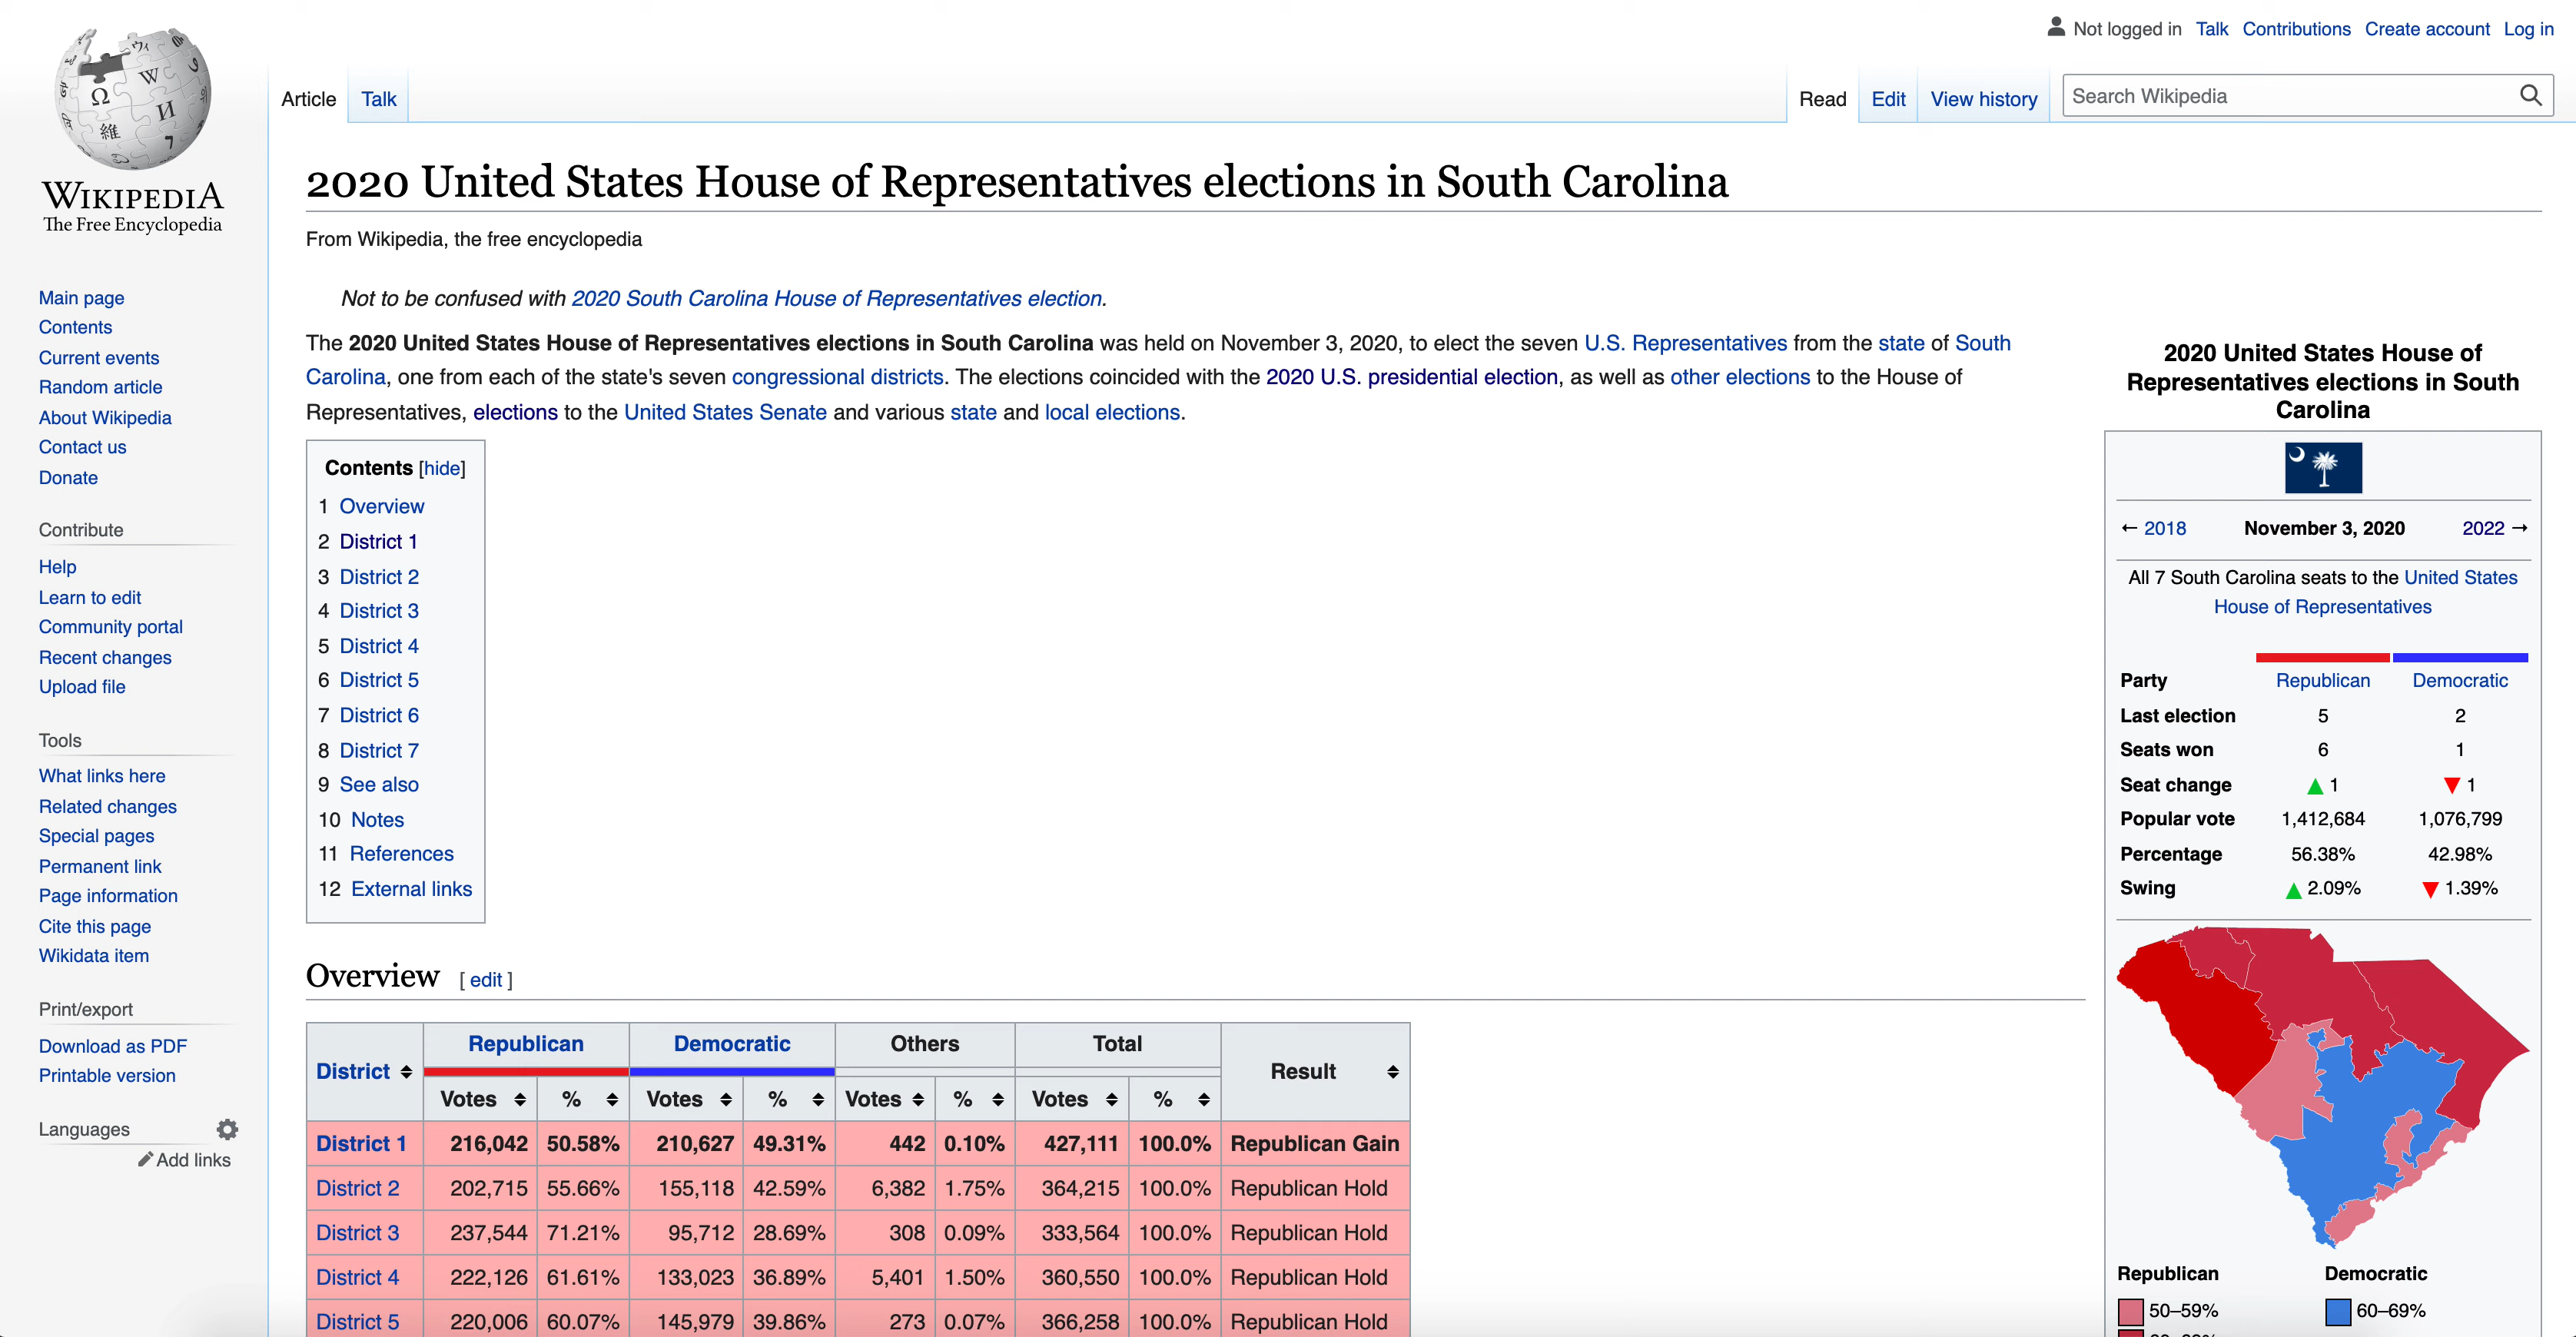 Not logged in Talk Contributions Create account Log in
Article Talk Read Edit View history Search Wikipedia
WIKIPEDIA
The Free Encyclopedia
Main page
Contents
Current events
Random article
About Wikipedia
Contact us
Donate
Contribute
Help
Learn to edit
Community portal
Recent changes
Upload file
Tools
What links here
Related changes
Special pages
Permanent link
Page information
Cite this page
Wikidata item
Print/export
Download as PDF
Printable version
Languages
Add links
2020 United States House of Representatives elections in South Carolina
From Wikipedia, the free encyclopedia
Not to be confused with 2020 South Carolina House of Representatives election.
The 2020 United States House of Representatives elections in South Carolina was held on November 3, 2020, to elect the seven U.S. Representatives from the state of South
Carolina, one from each of the state's seven congressional districts. The elections coincided with the 2020 U.S. presidential election, as well as other elections to the House of
Representatives, elections to the United States Senate and various state and local elections.
Contents [hide]
1 Overview
2 District 1
3 District 2
4 District 3
5 District 4
6 District 5
7 District 6
8 District 7
9 See also
10 Notes
11 References
12 External links
Overview [ edit ]
District Republican Democratic Others Total Result
Votes % Votes % Votes % Votes %
District 1 216,042 50.58% 210,627 49.31% 442 0.10% 427,111 100.0% Republican Gain
District 2 202,715 55.66% 155,118 42.59% 6,382 1.75% 364,215 100.0% Republican Hold
District 3 237,544 71.21% 95,712 28.69% 308 0.09% 333,564 100.0% Republican Hold
District 4 222,126 61.61% 133,023 36.89% 5,401 1.50% 360,550 100.0% Republican Hold
District 5 220,006 60.07% 145,979 39.86% 273 0.07% 366,258 100.0% Republican Hold
2020 United States House of
Representatives elections in South
Carolina
← 2018 November 3, 2020 2022 →
All 7 South Carolina seats to the United States
House of Representatives
Party Republican Democratic
Last election 5 2
Seats won 6 1
Seat change ▲ 1 ▼ 1
Popular vote 1,412,684 1,076,799
Percentage 56.38% 42.98%
Swing ▲ 2.09% ▼ 1.39%
Republican Democratic
50–59% 60–69%